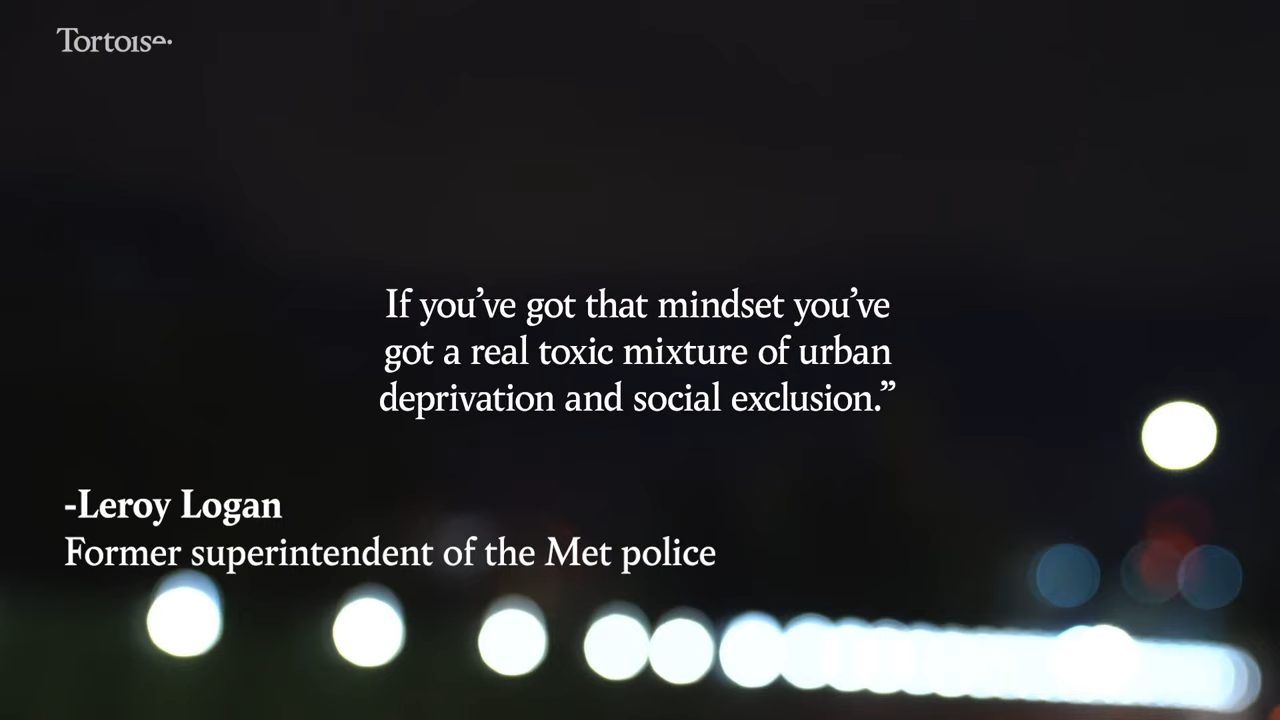 Tortoise.
If you’ve got that mindset you’ve
got a real toxic mixture of urban
deprivation and social exclusion.”
-Leroy Logan
Former superintendent of the Met police